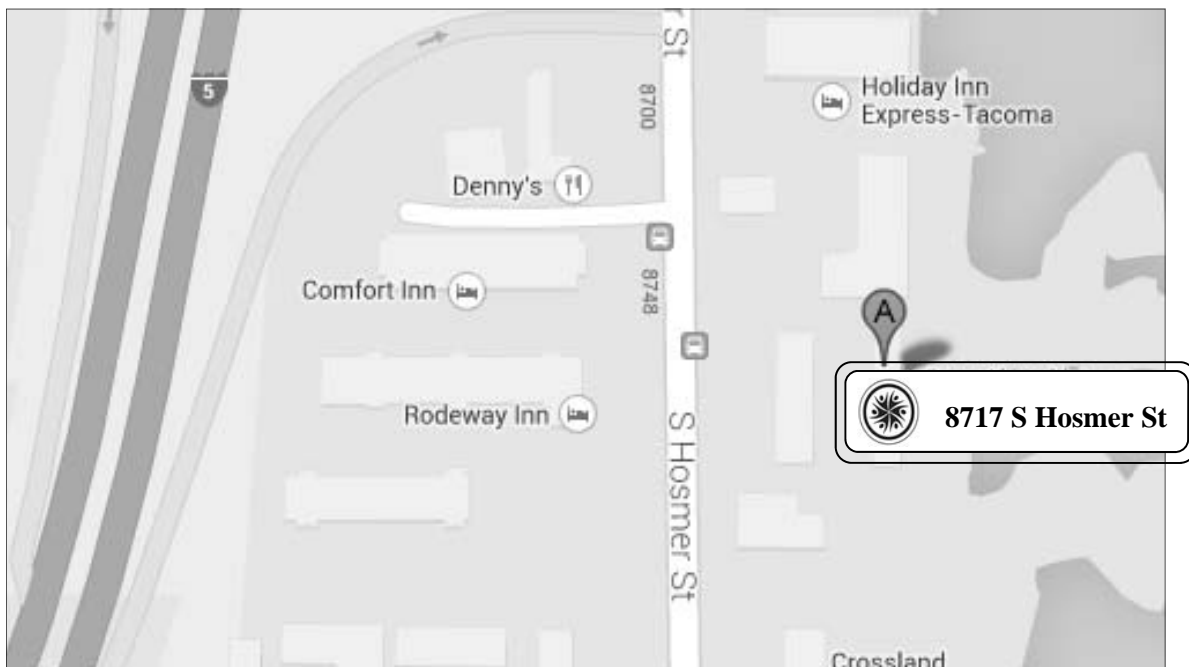 r St
5
8700
Holiday Inn
Express-Tacoma
Denny's
8748
Comfort Inn
A
Rodeway Inn
8717 S Hosmer St
S Hosmer St
Crossland